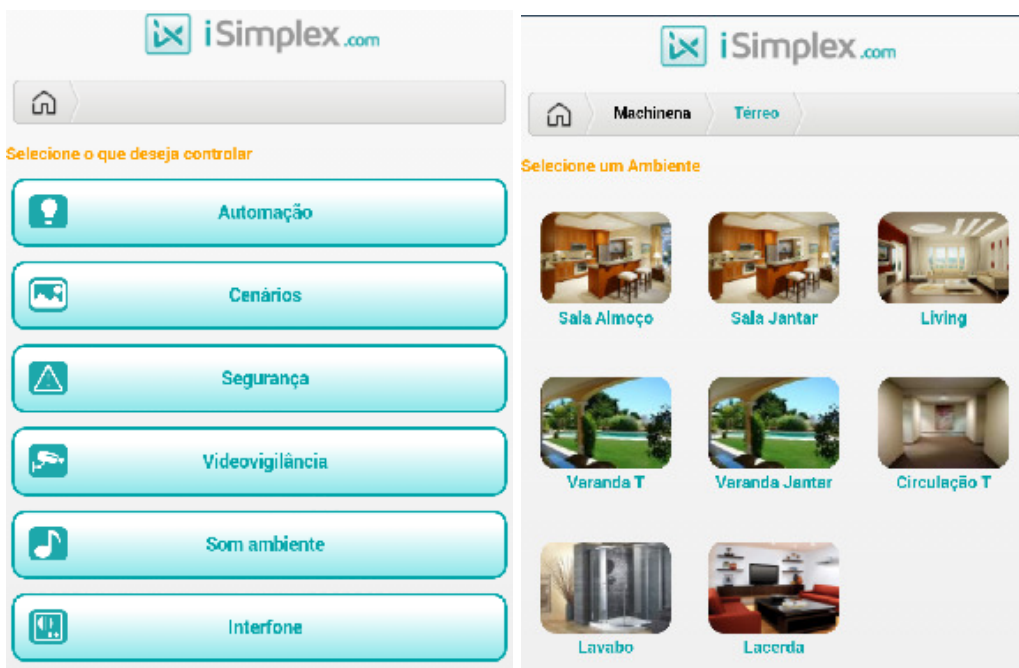 iSimplex.com
Selecione o que deseja controlar
Automação
Cenários
Segurança
Videovigilância
Som ambiente
Interfone
iSimplex.com
Machinena Térreo
Selecione um Ambiente
Sala Almoço Sala Jantar Living
Varanda T Varanda Jantar Circulação T
Lavabo Lacerda